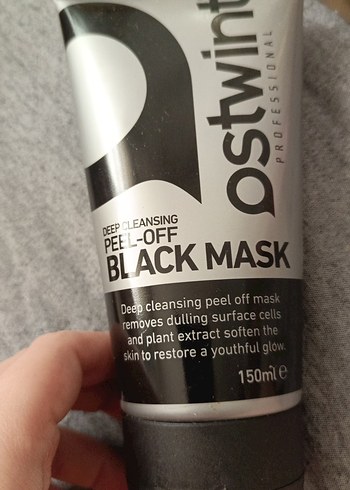 ostwint
PROFESSIONAL
DEEP CLEANSING
PEEL-OFF
BLACK MASK
Deep cleansing peel off mask
removes dulling surface cells
and plant extract soften the
skin to restore a youthful glow.
150ml e